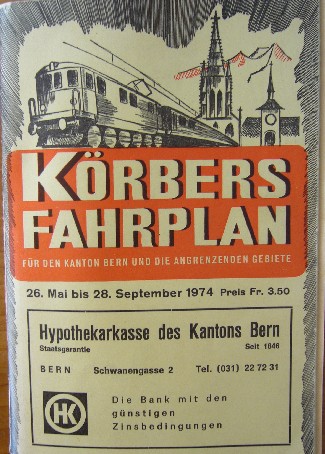 KÖRBERS
FAHRPLAN
FÜR DEN KANTON BERN UND DIE ANGRENZENDEN GEBIETE
26. Mai bis 28. September 1974 Preis Fr. 3.50
Hypothekarkasse des Kantons Bern
Staatsgarantie Seit 1846
BERN Schwanengasse 2 Tel. (031) 22 72 31
HK
Die Bank mit den
günstigen
Zinsbedingungen